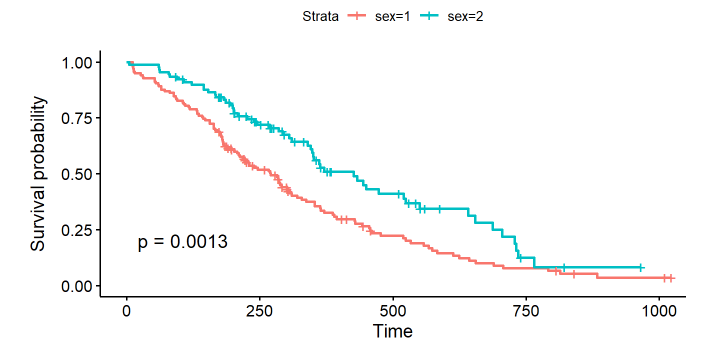 Strata sex=1 sex=2
Survival probability
1.00
0.75
0.50
0.25
0.00
p = 0.0013
0 250 500 750 1000
Time